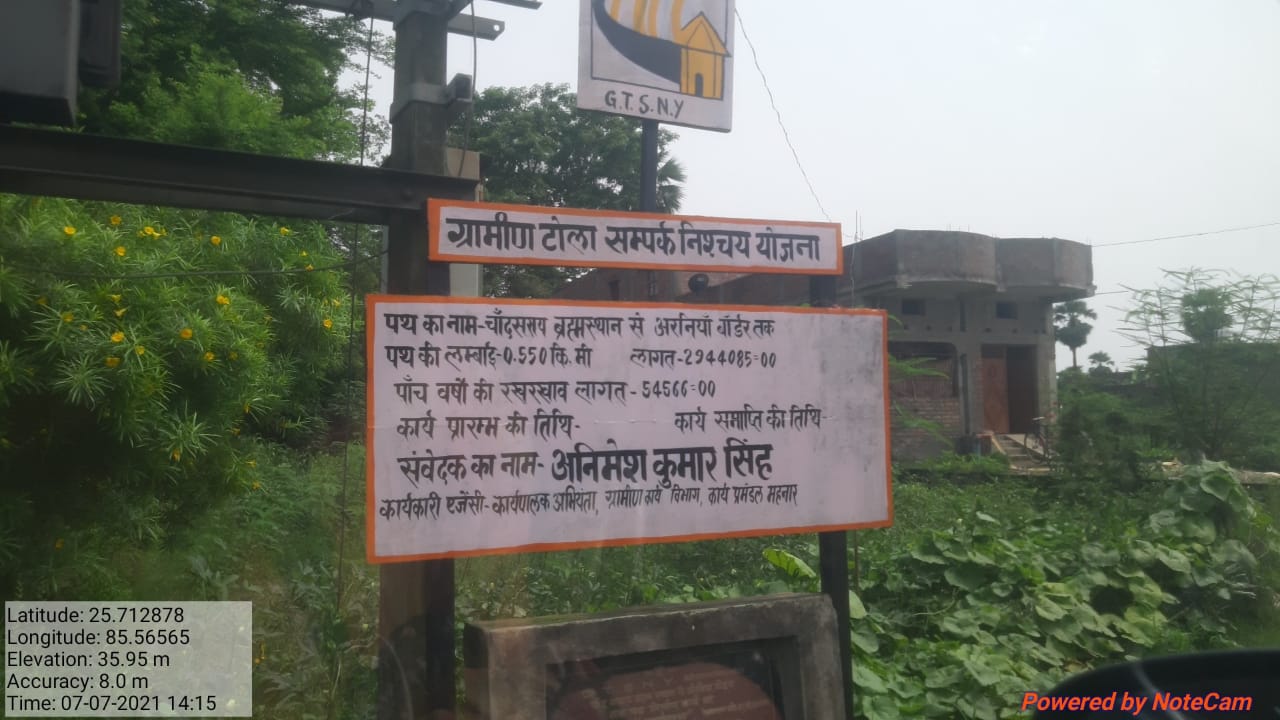 G.T.S.N.Y
ग्रामीण टोला सम्पर्क निश्चय योजना
पथ का नाम-चाँदसराय ब्रह्मस्थान सं अरनियाँ बॉर्डर तक
पथ की लम्बाई-0.550 कि.मी लागत-2944085=00
पाँच वर्षो की रखरखाव लागत-54566=00
कार्य प्रारम्भ की तिथि- कार्य समाप्ति की तिथि-
संवेदक का नाम-अनिमेश कुमार सिंह
कार्यकारी एजेंसी-कार्यपालक अभियंता, ग्रामीण कार्य विभाग, कार्य प्रमंडल महनार
Latitude: 25.712878
Longitude: 85.56565
Elevation: 35.95 m
Accuracy: 8.0 m
Time: 07-07-2021 14:15
Powered by NoteCam